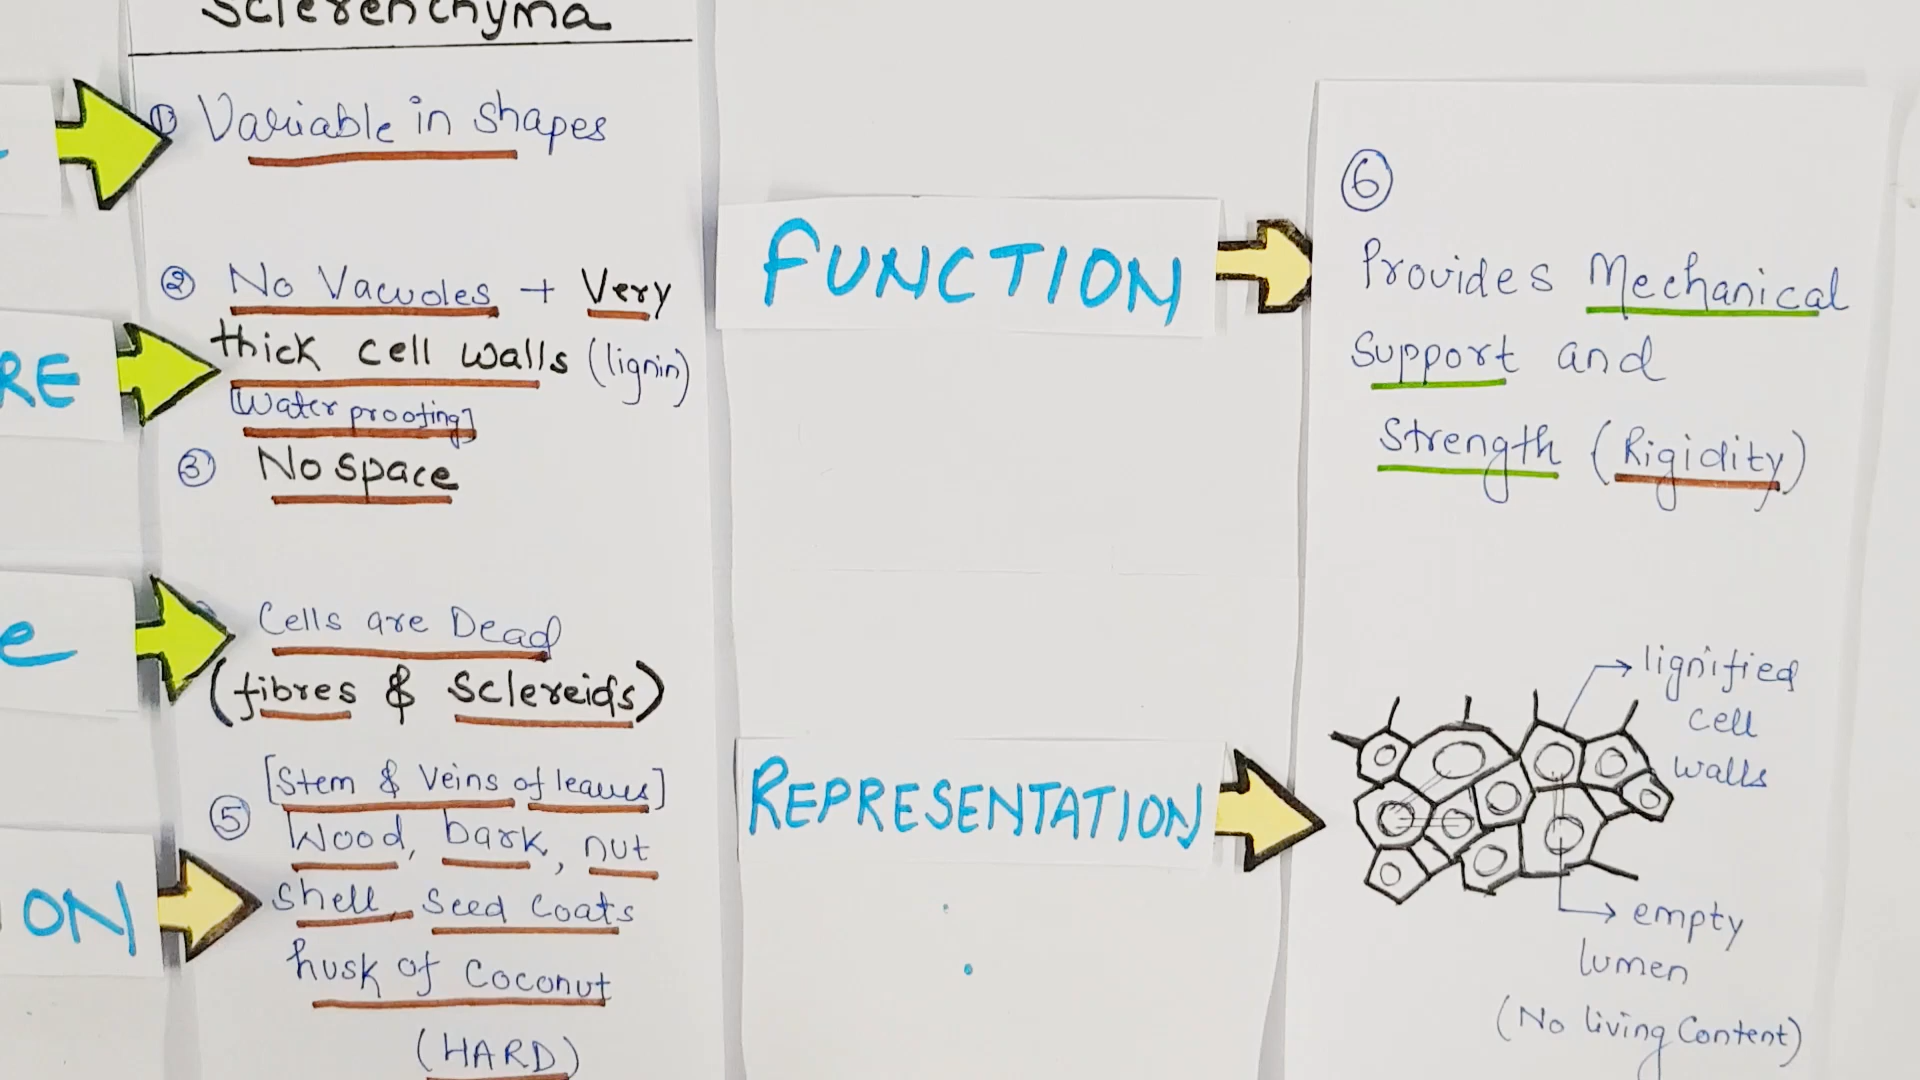 Sclerenchyma
① Variable in shapes
② No Vacuoles + Very
thick cell walls (lignin)
[Water proofing]
③ No space
Cells are Dead
(fibres & Sclereids)
[Stem & Veins of leaves]
⑤ Wood, bark, nut
shell, Seed Coats
husk of Coconut
(HARD)
RE
e
ON
FUNCTION
REPRESENTATION
⑥
Provides Mechanical
Support and
Strength (Rigidity)
lignified
cell
walls
empty
lumen
(No living Content)